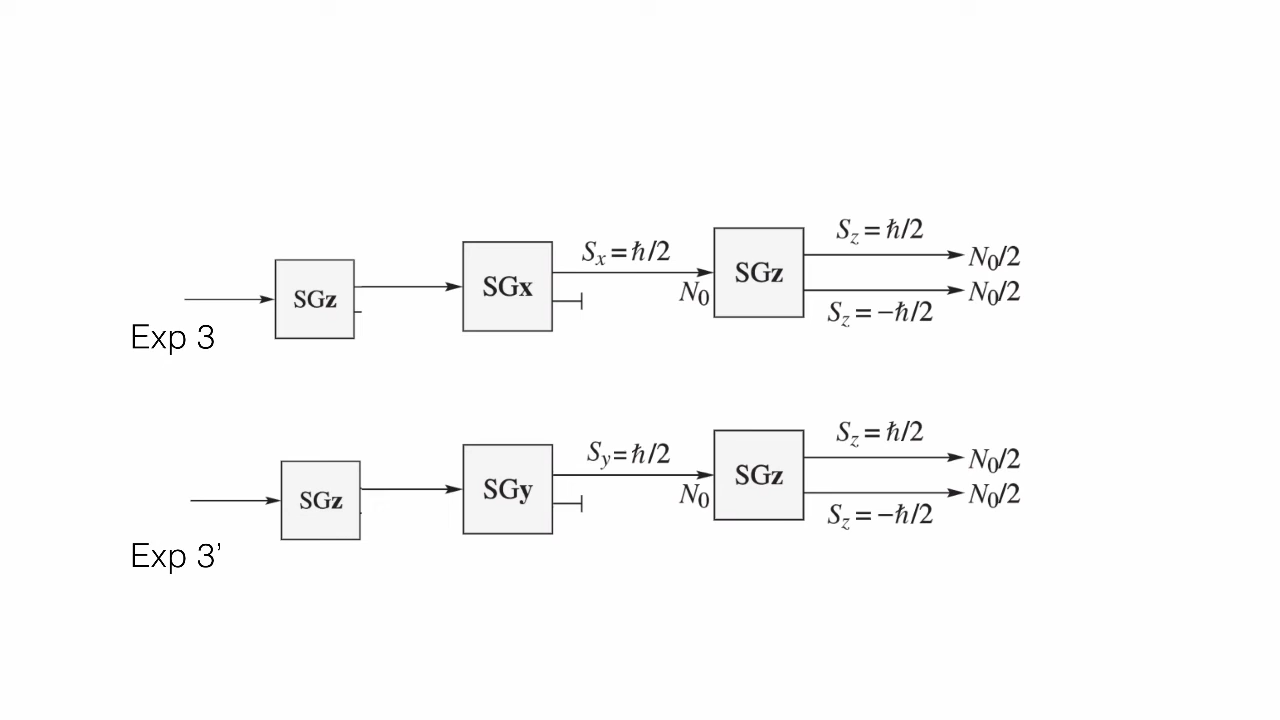 S_z = ħ/2
S_x = ħ/2
N_0/2
SGz
SGx
SGz
N_0
N_0/2
S_z = −ħ/2
Exp 3
S_z = ħ/2
S_y = ħ/2
N_0/2
SGz
SGy
SGz
N_0
N_0/2
S_z = −ħ/2
Exp 3’